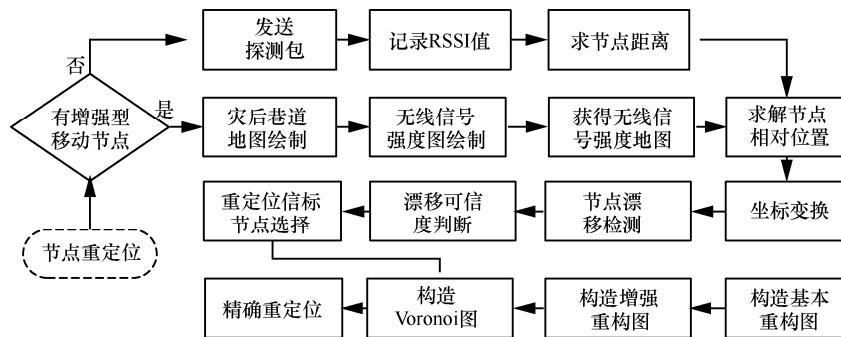 发送
探测包
记录RSSI值
求节点距离
否
有增强型
移动节点
是
灾后巷道
地图绘制
无线信号
强度图绘制
获得无线信
号强度地图
求解节点
相对位置
重定位信标
节点选择
漂移可信
度判断
节点漂
移检测
坐标变换
节点重定位
精确重定位
构造
Voronoi图
构造增强
重构图
构造基本
重构图